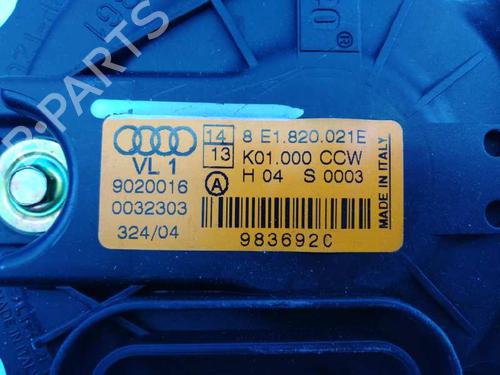 B-PARTS
VL 1
9020016
0032303
324/04
14
13
A
8 E1.820.021E
K01.000 CCW
H 04 S 0003
983692C
MADE IN ITALY